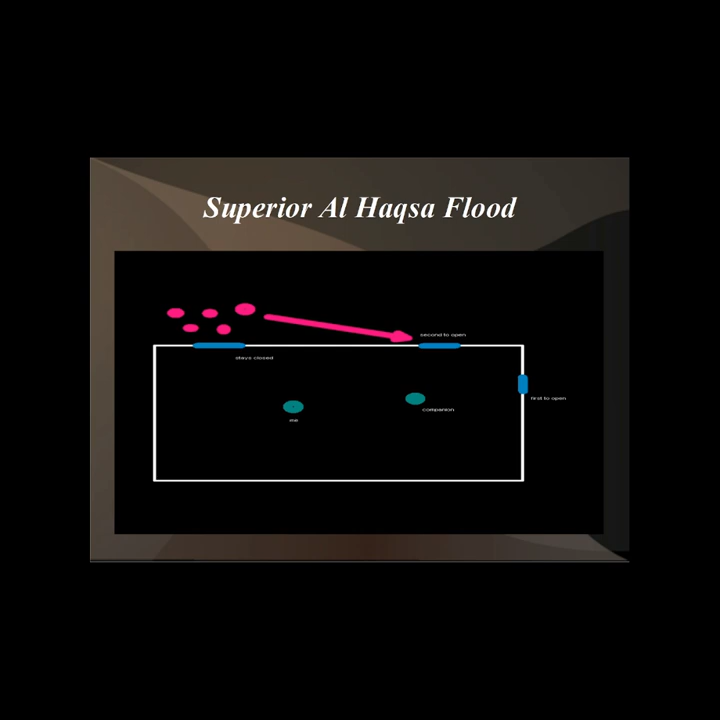 Superior Al Haqsa Flood
second to open
stays closed
first to open
companion
me